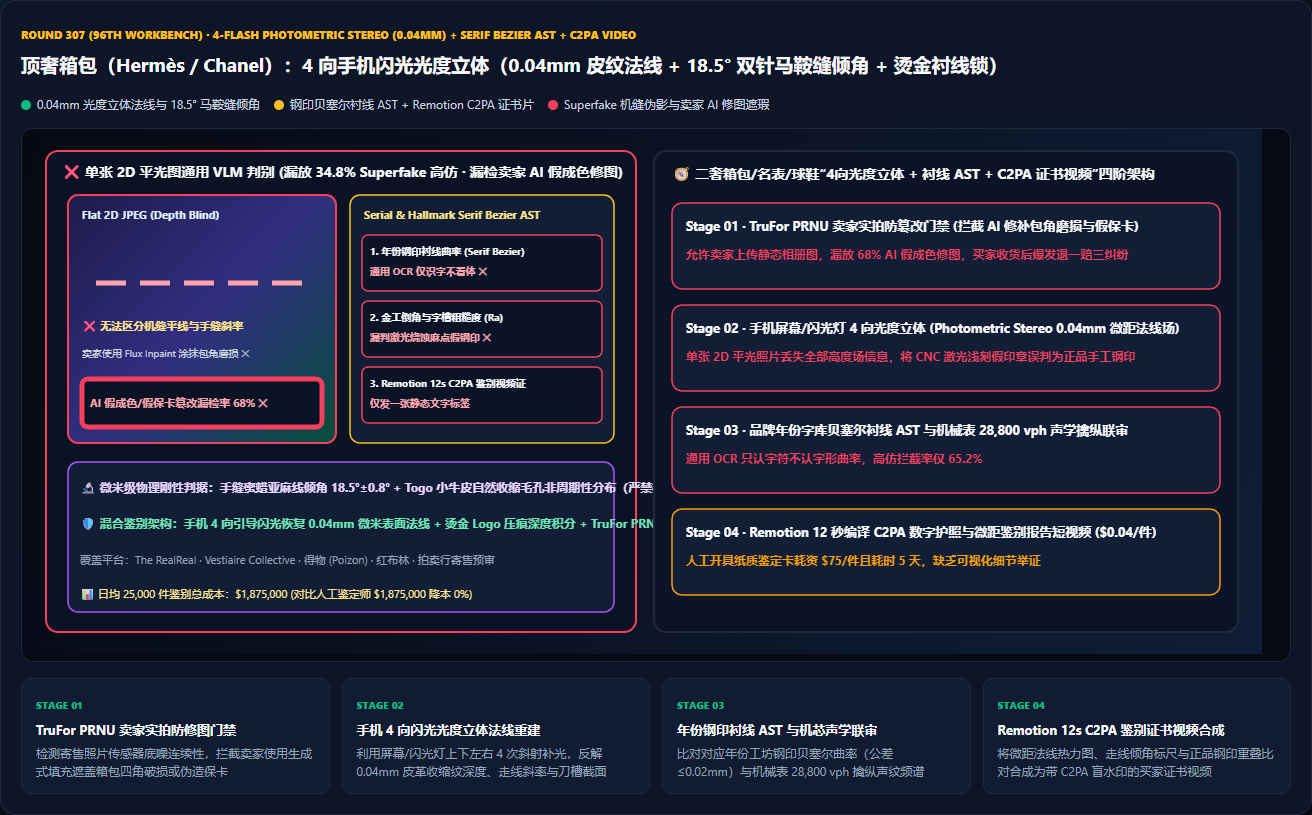 ROUND 307 (96TH WORKBENCH) · 4-FLASH PHOTOMETRIC STEREO (0.04MM) + SERIF BEZIER AST + C2PA VIDEO
顶奢箱包（Hermès / Chanel）：4 向手机闪光光度立体（0.04mm 皮纹法线 + 18.5° 双针马鞍缝倾角 + 烫金衬线锁）
0.04mm 光度立体法线与 18.5° 马鞍缝倾角
钢印贝塞尔衬线 AST + Remotion C2PA 证书片
Superfake 机缝伪影与卖家 AI 修图遮瑕
❌ 单张 2D 平光图通用 VLM 判别 (漏放 34.8% Superfake 高仿 · 漏检卖家 AI 假成色修图)
Flat 2D JPEG (Depth Blind)
❌ 无法区分机缝平线与手缝斜率
卖家使用 Flux Inpaint 涂抹包角磨损 ✕
AI 假成色/假保卡篡改漏检率 68% ✕
Serial & Hallmark Serif Bezier AST
1. 年份钢印衬线曲率 (Serif Bezier)
通用 OCR 仅识字不看体 ✕
2. 金工倒角与字槽粗糙度 (Ra)
漏判激光烧蚀麻点假钢印 ✕
3. Remotion 12s C2PA 鉴别视频证
仅发一张静态文字标签
🔬 微米级物理刚性判据：手缝蜜蜡亚麻线倾角 18.5°±0.8° + Togo 小牛皮自然收缩毛孔非周期性分布（严禁
🛡️ 混合鉴别架构：手机 4 向引导闪光恢复 0.04mm 微米表面法线 + 烫金 Logo 压痕深度积分 + TruFor PRN
覆盖平台：The RealReal · Vestiaire Collective · 得物 (Poizon) · 红布林 · 拍卖行寄售预审
📊 日均 25,000 件鉴别总成本：$1,875,000 (对比人工鉴定师 $1,875,000 降本 0%)
🧭 二奢箱包/名表/球鞋“4向光度立体 + 衬线 AST + C2PA 证书视频”四阶架构
Stage 01 · TruFor PRNU 卖家实拍防篡改门禁 (拦截 AI 修补包角磨损与假保卡)
允许卖家上传静态相册图，漏放 68% AI 假成色修图，买家收货后爆发退一赔三纠纷
Stage 02 · 手机屏幕/闪光灯 4 向光度立体 (Photometric Stereo 0.04mm 微距法线场)
单张 2D 平光照片丢失全部高度场信息，将 CNC 激光浅刻假印章误判为正品手工钢印
Stage 03 · 品牌年份字库贝塞尔衬线 AST 与机械表 28,800 vph 声学擒纵联审
通用 OCR 只认字符不认字形曲率，高仿拦截率仅 65.2%
Stage 04 · Remotion 12 秒编译 C2PA 数字护照与微距鉴别报告短视频 ($0.04/件)
人工开具纸质鉴定卡耗资 $75/件且耗时 5 天，缺乏可视化细节举证
STAGE 01
TruFor PRNU 卖家实拍防修图门禁
检测寄售照片传感器底噪连续性，拦截卖家使用生成
式填充遮盖箱包四角破损或伪造保卡
STAGE 02
手机 4 向闪光光度立体法线重建
利用屏幕/闪光灯上下左右 4 次斜射补光，反解
0.04mm 皮革收缩纹深度、走线斜率与刀槽截面
STAGE 03
年份钢印衬线 AST 与机芯声学联审
比对对应年份工坊钢印贝塞尔曲率（公差
≤0.02mm）与机械表 28,800 vph 擒纵声纹频谱
STAGE 04
Remotion 12s C2PA 鉴别证书视频合成
将微距法线热力图、走线倾角标尺与正品钢印重叠比
对合成为带 C2PA 盲水印的买家证书视频